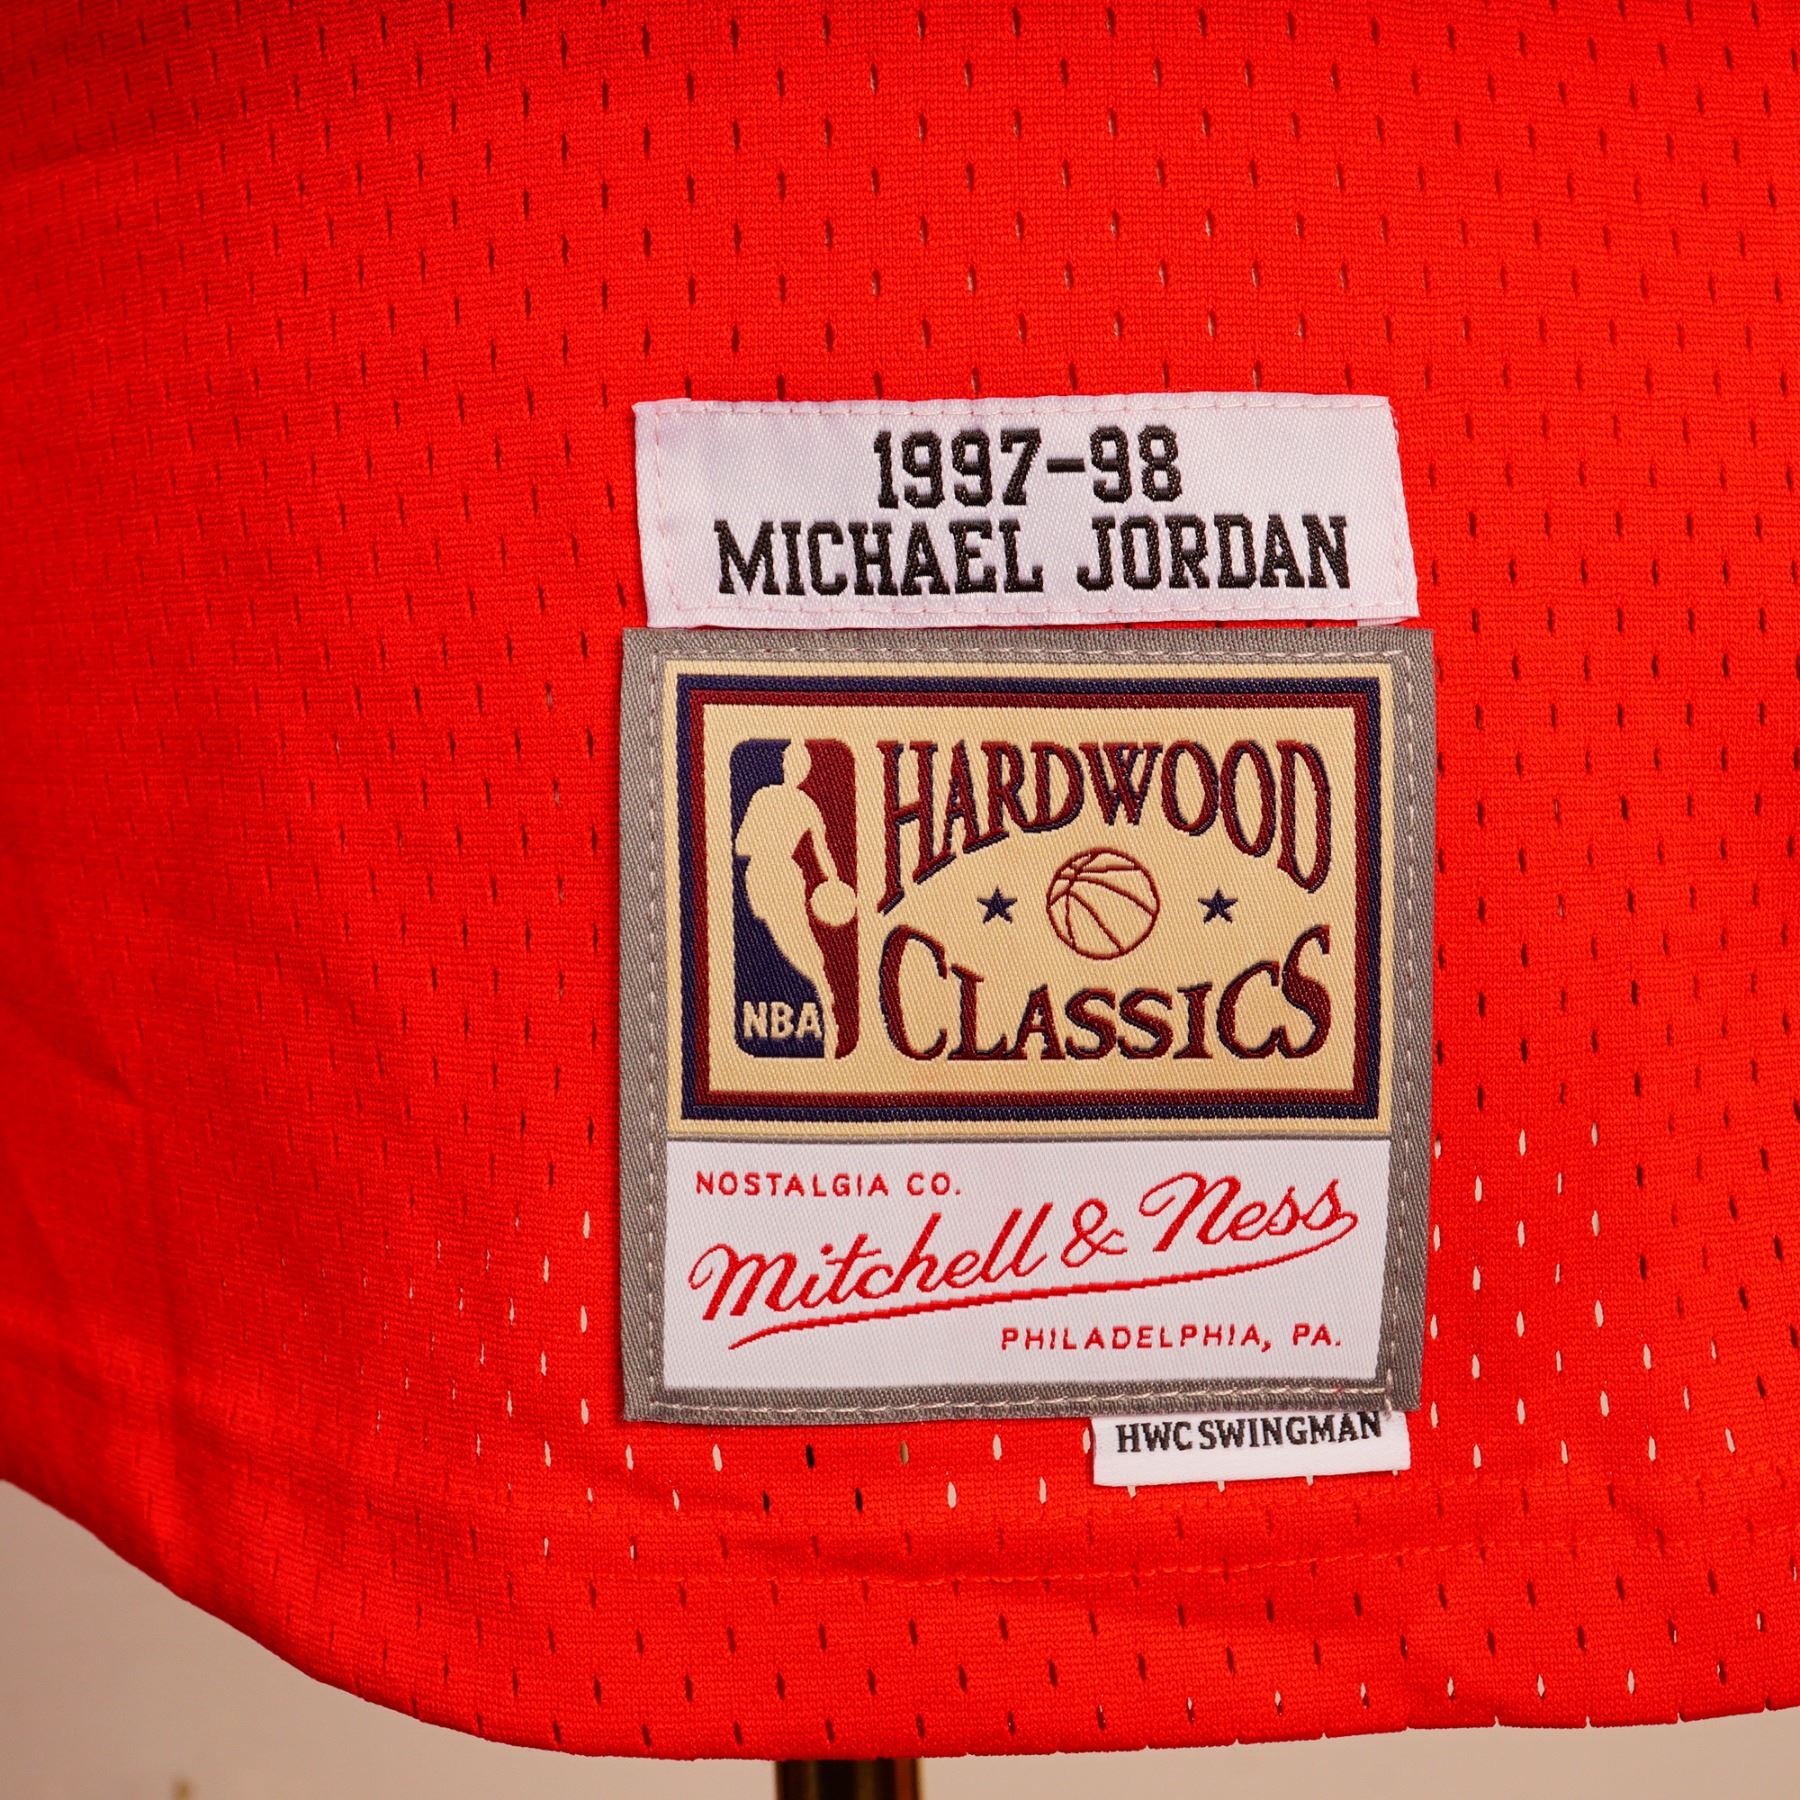 1997-98
MICHAEL JORDAN
HARDWOOD
CLASSICS
NBA
NOSTALGIA CO.
Mitchell & Ness
PHILADELPHIA, PA.
HWC SWINGMAN